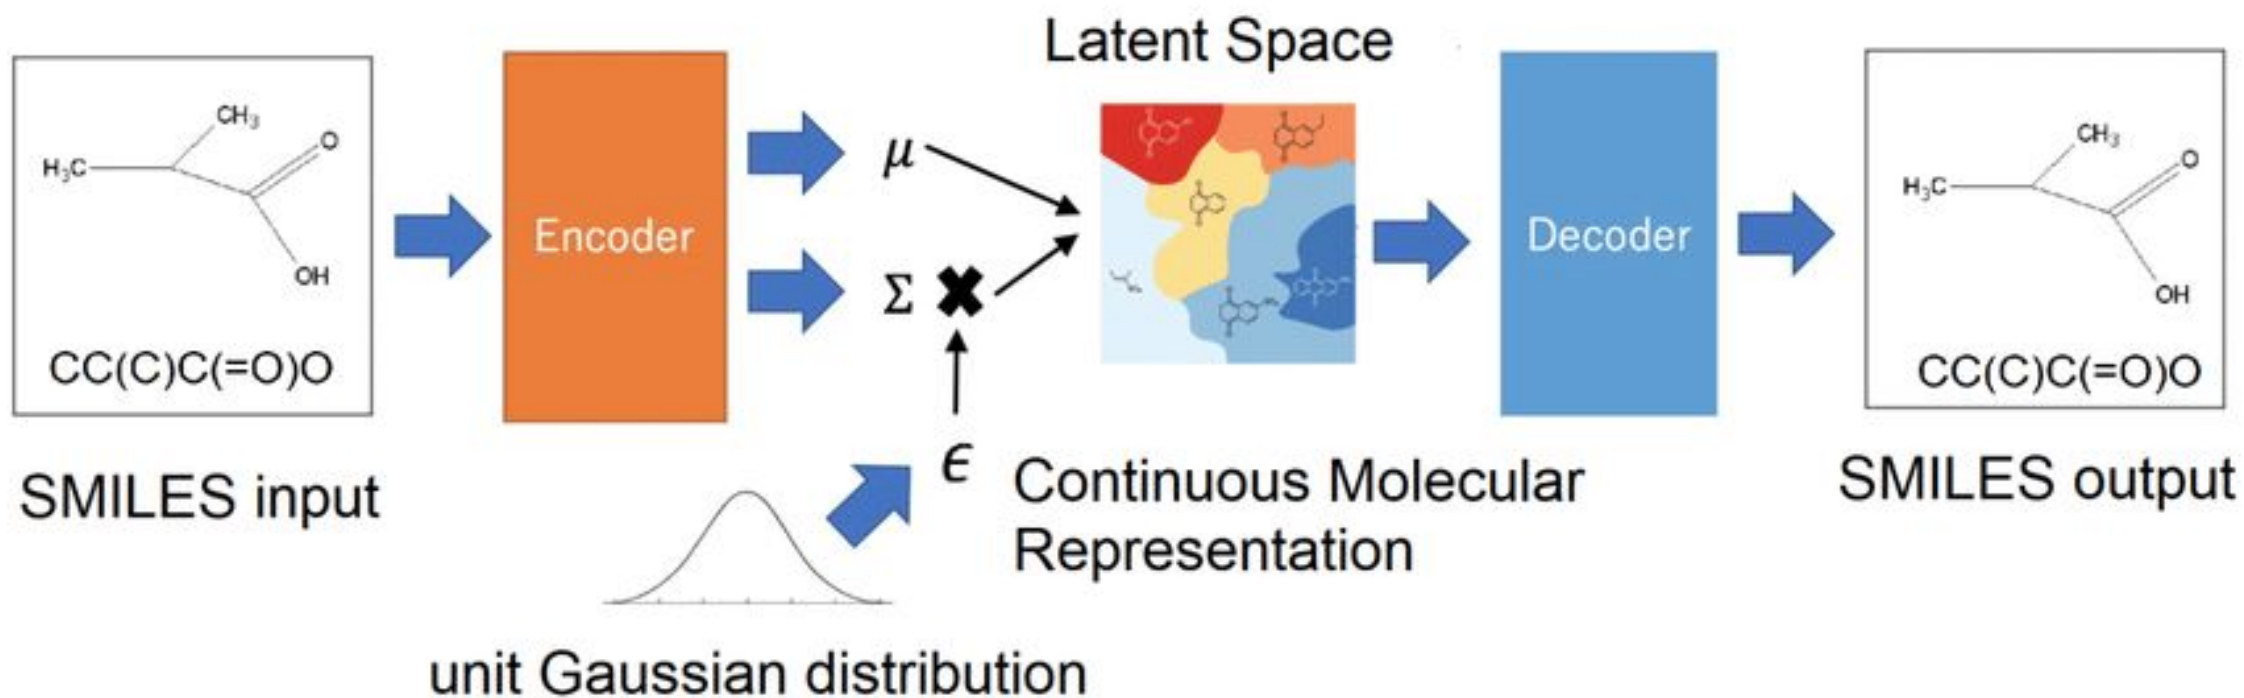 Latent Space
CH₃
H₃C
O
OH
CC(C)C(=O)O
SMILES input
Encoder
μ
Σ ✖
ϵ
unit Gaussian distribution
Continuous Molecular
Representation
Decoder
CH₃
H₃C
O
OH
CC(C)C(=O)O
SMILES output